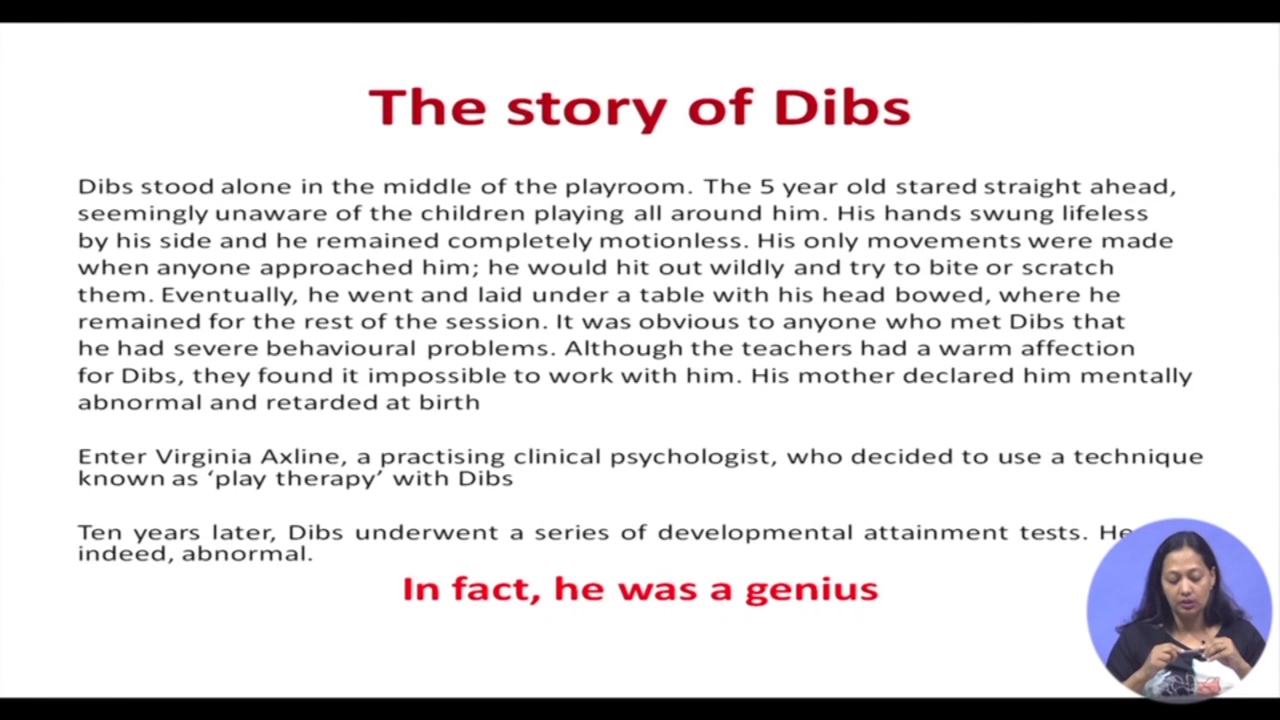 The story of Dibs
Dibs stood alone in the middle of the playroom. The 5 year old stared straight ahead,
seemingly unaware of the children playing all around him. His hands swung lifeless
by his side and he remained completely motionless. His only movements were made
when anyone approached him; he would hit out wildly and try to bite or scratch
them. Eventually, he went and laid under a table with his head bowed, where he
remained for the rest of the session. It was obvious to anyone who met Dibs that
he had severe behavioural problems. Although the teachers had a warm affection
for Dibs, they found it impossible to work with him. His mother declared him mentally
abnormal and retarded at birth
Enter Virginia Axline, a practising clinical psychologist, who decided to use a technique
known as ‘play therapy’ with Dibs
Ten years later, Dibs underwent a series of developmental attainment tests. He
indeed, abnormal.
In fact, he was a genius